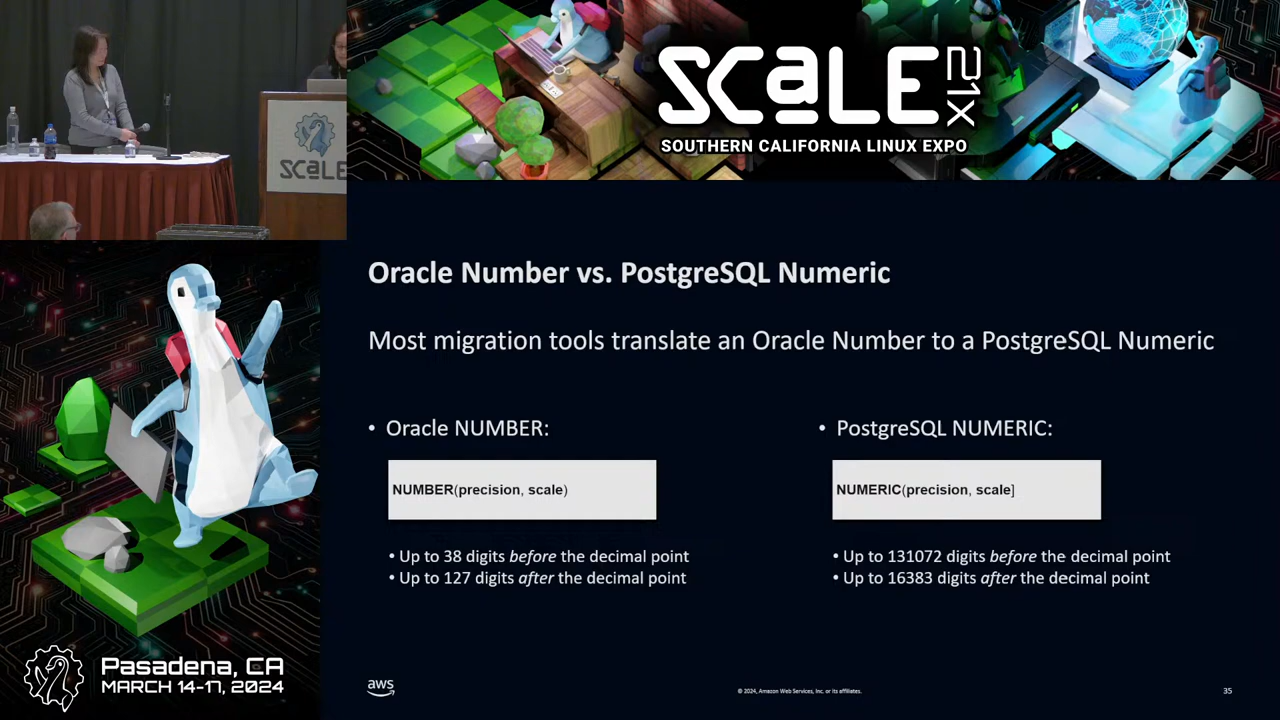 SCaLE 21X
SOUTHERN CALIFORNIA LINUX EXPO
SCaLE
Oracle Number vs. PostgreSQL Numeric
Most migration tools translate an Oracle Number to a PostgreSQL Numeric
• Oracle NUMBER:
NUMBER(precision, scale)
• Up to 38 digits before the decimal point
• Up to 127 digits after the decimal point
• PostgreSQL NUMERIC:
NUMERIC(precision, scale]
• Up to 131072 digits before the decimal point
• Up to 16383 digits after the decimal point
Pasadena, CA
MARCH 14-17, 2024
aws
© 2024, Amazon Web Services, Inc. or its affiliates.
35